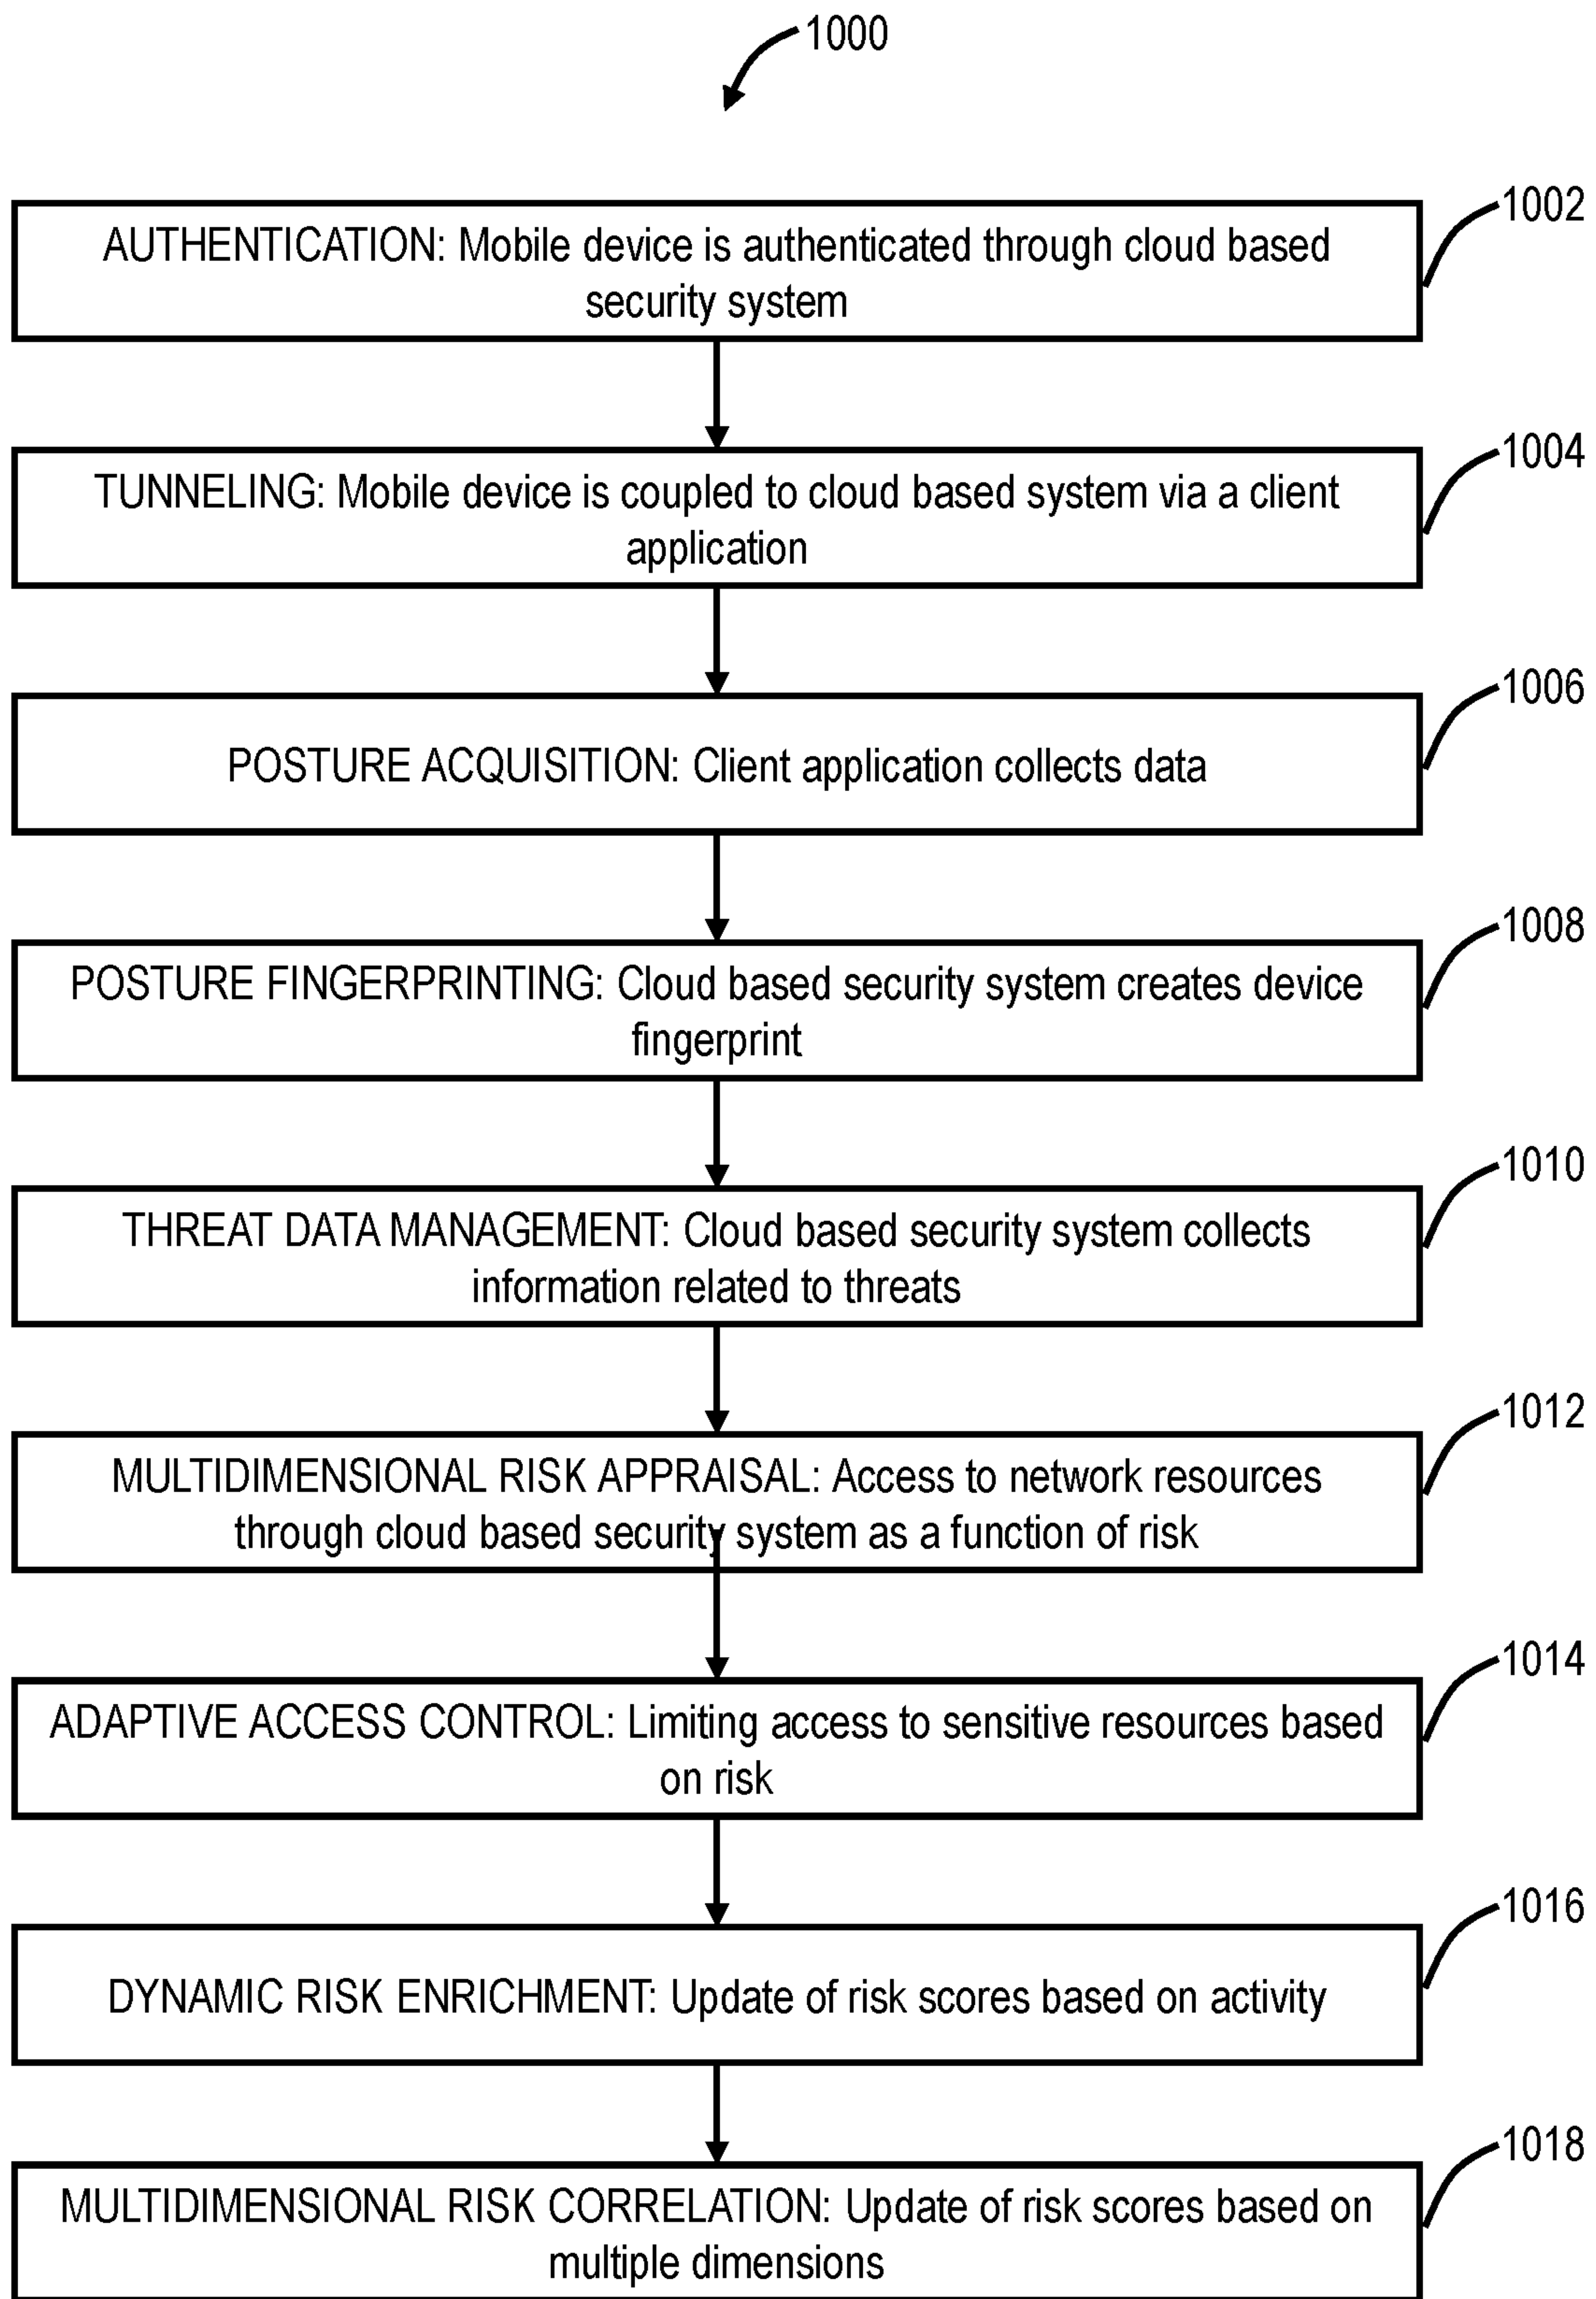 1000
1002
AUTHENTICATION: Mobile device is authenticated through cloud based
security system
1004
TUNNELING: Mobile device is coupled to cloud based system via a client
application
1006
POSTURE ACQUISITION: Client application collects data
1008
POSTURE FINGERPRINTING: Cloud based security system creates device
fingerprint
1010
THREAT DATA MANAGEMENT: Cloud based security system collects
information related to threats
1012
MULTIDIMENSIONAL RISK APPRAISAL: Access to network resources
through cloud based security system as a function of risk
1014
ADAPTIVE ACCESS CONTROL: Limiting access to sensitive resources based
on risk
1016
DYNAMIC RISK ENRICHMENT: Update of risk scores based on activity
1018
MULTIDIMENSIONAL RISK CORRELATION: Update of risk scores based on
multiple dimensions